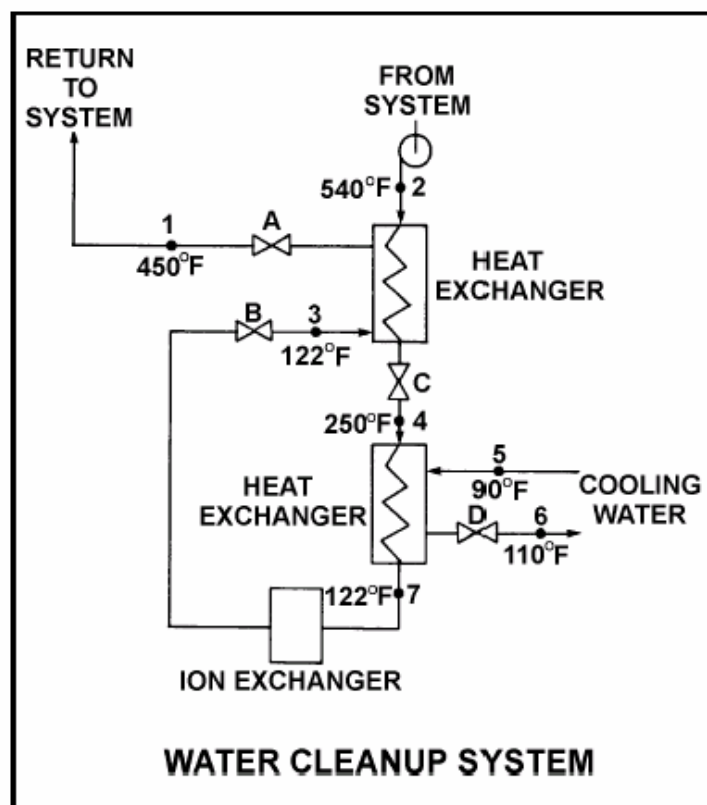 RETURN
TO
SYSTEM
FROM
SYSTEM
540°F 2
1
A
450°F
HEAT
EXCHANGER
B
3
122°F
C
250°F 4
HEAT
EXCHANGER
5
90°F
COOLING
WATER
D
6
110°F
122°F 7
ION EXCHANGER
WATER CLEANUP SYSTEM